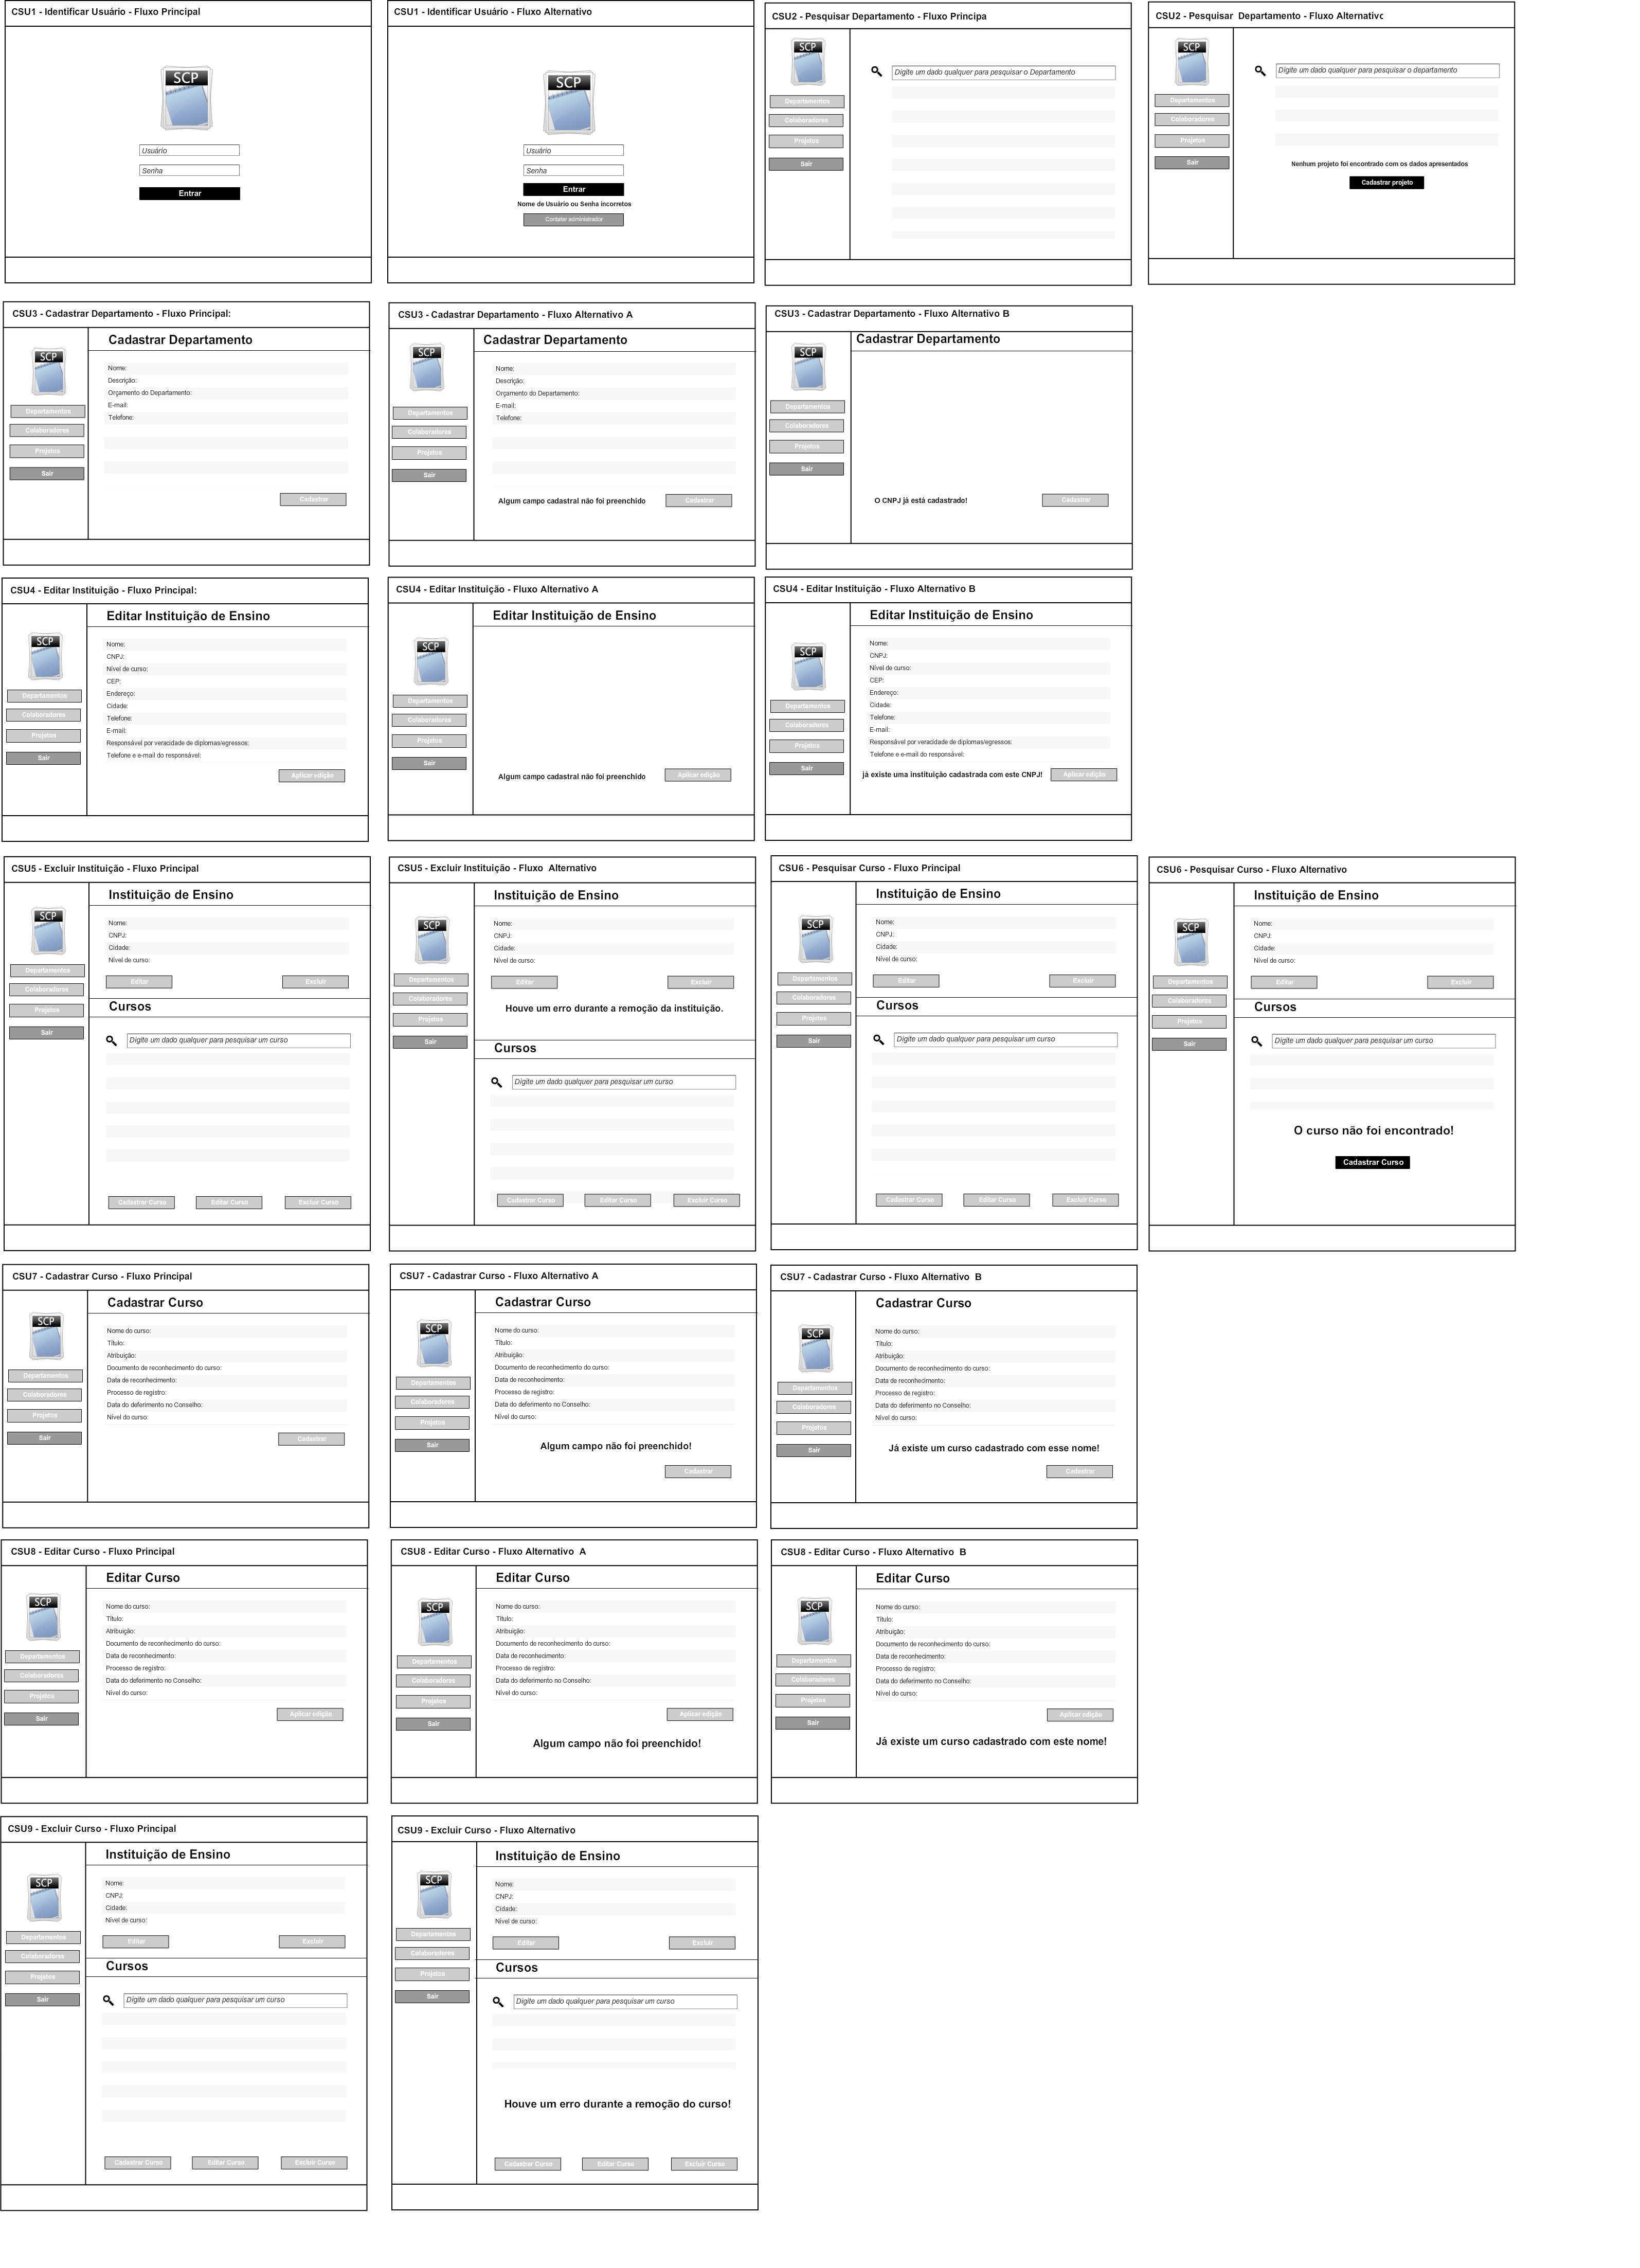 CSU1 - Identificar Usuário - Fluxo Principal
SCP
Usuário
Senha
Entrar
CSU1 - Identificar Usuário - Fluxo Alternativo
SCP
Usuário
Senha
Entrar
Nome de Usuário ou Senha incorretos
Contatar administrador
CSU2 - Pesquisar Departamento - Fluxo Principa
SCP
Departamentos
Colaboradores
Projetos
Sair
Digite um dado qualquer para pesquisar o Departamento
CSU2 - Pesquisar Departamento - Fluxo Alternativo
SCP
Departamentos
Colaboradores
Projetos
Sair
Digite um dado qualquer para pesquisar o departamento
Nenhum projeto foi encontrado com os dados apresentados
Cadastrar projeto
CSU3 - Cadastrar Departamento - Fluxo Principal:
SCP
Departamentos
Colaboradores
Projetos
Sair
Cadastrar Departamento
Nome:
Descrição:
Orçamento do Departamento:
E-mail:
Telefone:
Cadastrar
CSU3 - Cadastrar Departamento - Fluxo Alternativo A
SCP
Departamentos
Colaboradores
Projetos
Sair
Cadastrar Departamento
Nome:
Descrição:
Orçamento do Departamento:
E-mail:
Telefone:
Algum campo cadastral não foi preenchido
Cadastrar
CSU3 - Cadastrar Departamento - Fluxo Alternativo B
SCP
Departamentos
Colaboradores
Projetos
Sair
Cadastrar Departamento
O CNPJ já está cadastrado!
Cadastrar
CSU4 - Editar Instituição - Fluxo Principal:
SCP
Departamentos
Colaboradores
Projetos
Sair
Editar Instituição de Ensino
Nome:
CNPJ:
Nível de curso:
CEP:
Endereço:
Cidade:
Telefone:
E-mail:
Responsável por veracidade de diplomas/egressos:
Telefone e e-mail do responsável:
Aplicar edição
CSU4 - Editar Instituição - Fluxo Alternativo A
SCP
Departamentos
Colaboradores
Projetos
Sair
Editar Instituição de Ensino
Algum campo cadastral não foi preenchido
Aplicar edição
CSU4 - Editar Instituição - Fluxo Alternativo B
SCP
Departamentos
Colaboradores
Projetos
Sair
Editar Instituição de Ensino
Nome:
CNPJ:
Nível de curso:
CEP:
Endereço:
Cidade:
Telefone:
E-mail:
Responsável por veracidade de diplomas/egressos:
Telefone e e-mail do responsável:
já existe uma instituição cadastrada com este CNPJ!
Aplicar edição
CSU5 - Excluir Instituição - Fluxo Principal
SCP
Departamentos
Colaboradores
Projetos
Sair
Instituição de Ensino
Nome:
CNPJ:
Cidade:
Nível de curso:
Editar
Excluir
Cursos
Digite um dado qualquer para pesquisar um curso
Cadastrar Curso
Editar Curso
Excluir Curso
CSU5 - Excluir Instituição - Fluxo Alternativo
SCP
Departamentos
Colaboradores
Projetos
Sair
Instituição de Ensino
Nome:
CNPJ:
Cidade:
Nível de curso:
Editar
Excluir
Houve um erro durante a remoção da instituição.
Cursos
Digite um dado qualquer para pesquisar um curso
Cadastrar Curso
Editar Curso
Excluir Curso
CSU6 - Pesquisar Curso - Fluxo Principal
SCP
Departamentos
Colaboradores
Projetos
Sair
Instituição de Ensino
Nome:
CNPJ:
Cidade:
Nível de curso:
Editar
Excluir
Cursos
Digite um dado qualquer para pesquisar um curso
Cadastrar Curso
Editar Curso
Excluir Curso
CSU6 - Pesquisar Curso - Fluxo Alternativo
SCP
Departamentos
Colaboradores
Projetos
Sair
Instituição de Ensino
Nome:
CNPJ:
Cidade:
Nível de curso:
Editar
Excluir
Cursos
Digite um dado qualquer para pesquisar um curso
O curso não foi encontrado!
Cadastrar Curso
CSU7 - Cadastrar Curso - Fluxo Principal
SCP
Departamentos
Colaboradores
Projetos
Sair
Cadastrar Curso
Nome do curso:
Título:
Atribuição:
Documento de reconhecimento do curso:
Data de reconhecimento:
Processo de registro:
Data do deferimento no Conselho:
Nível do curso:
Cadastrar
CSU7 - Cadastrar Curso - Fluxo Alternativo A
SCP
Departamentos
Colaboradores
Projetos
Sair
Cadastrar Curso
Nome do curso:
Título:
Atribuição:
Documento de reconhecimento do curso:
Data de reconhecimento:
Processo de registro:
Data do deferimento no Conselho:
Nível do curso:
Algum campo não foi preenchido!
Cadastrar
CSU7 - Cadastrar Curso - Fluxo Alternativo B
SCP
Departamentos
Colaboradores
Projetos
Sair
Cadastrar Curso
Nome do curso:
Título:
Atribuição:
Documento de reconhecimento do curso:
Data de reconhecimento:
Processo de registro:
Data do deferimento no Conselho:
Nível do curso:
Já existe um curso cadastrado com esse nome!
Cadastrar
CSU8 - Editar Curso - Fluxo Principal
SCP
Departamentos
Colaboradores
Projetos
Sair
Editar Curso
Nome do curso:
Título:
Atribuição:
Documento de reconhecimento do curso:
Data de reconhecimento:
Processo de registro:
Data do deferimento no Conselho:
Nível do curso:
Aplicar edição
CSU8 - Editar Curso - Fluxo Alternativo A
SCP
Departamentos
Colaboradores
Projetos
Sair
Editar Curso
Nome do curso:
Título:
Atribuição:
Documento de reconhecimento do curso:
Data de reconhecimento:
Processo de registro:
Data do deferimento no Conselho:
Nível do curso:
Aplicar edição
Algum campo não foi preenchido!
CSU8 - Editar Curso - Fluxo Alternativo B
SCP
Departamentos
Colaboradores
Projetos
Sair
Editar Curso
Nome do curso:
Título:
Atribuição:
Documento de reconhecimento do curso:
Data de reconhecimento:
Processo de registro:
Data do deferimento no Conselho:
Nível do curso:
Aplicar edição
Já existe um curso cadastrado com este nome!
CSU9 - Excluir Curso - Fluxo Principal
SCP
Departamentos
Colaboradores
Projetos
Sair
Instituição de Ensino
Nome:
CNPJ:
Cidade:
Nível de curso:
Editar
Excluir
Cursos
Digite um dado qualquer para pesquisar um curso
Cadastrar Curso
Editar Curso
Excluir Curso
CSU9 - Excluir Curso - Fluxo Alternativo
SCP
Departamentos
Colaboradores
Projetos
Sair
Instituição de Ensino
Nome:
CNPJ:
Cidade:
Nível de curso:
Editar
Excluir
Cursos
Digite um dado qualquer para pesquisar um curso
Houve um erro durante a remoção do curso!
Cadastrar Curso
Editar Curso
Excluir Curso